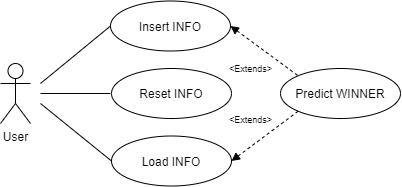 Insert INFO
<Extends>
Reset INFO
Predict WINNER
<Extends>
User
Load INFO